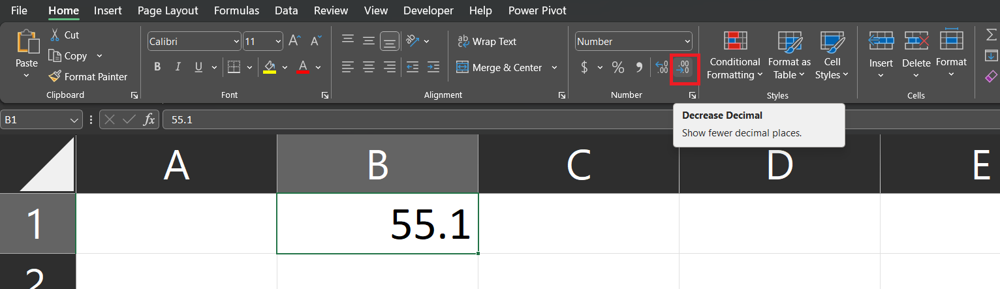 File Home Insert Page Layout Formulas Data Review View Developer Help Power Pivot
Paste
Cut
Copy
Format Painter
Clipboard
Calibri 11 A A
B I U A
Font
ab Wrap Text
Merge & Center
Alignment
Number
$ % , 0 .00 .00 .0
Number
Conditional Formatting
Format as Table
Cell Styles
Styles
Insert Delete Format
Cells
Σ
B1 fx 55.1
Decrease Decimal
Show fewer decimal places.
A B C D E
1 55.1
2